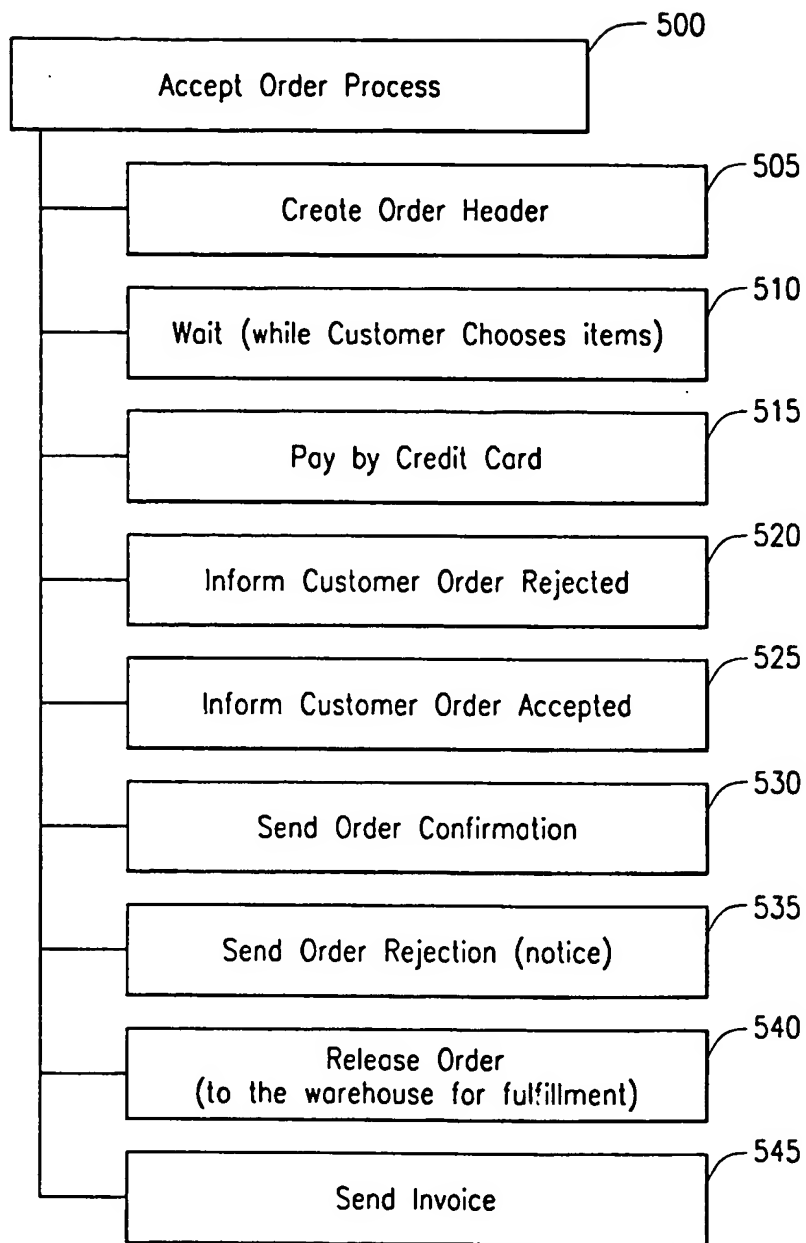 500
Accept Order Process
505
Create Order Header
510
Wait (while Customer Chooses items)
515
Pay by Credit Card
520
Inform Customer Order Rejected
525
Inform Customer Order Accepted
530
Send Order Confirmation
535
Send Order Rejection (notice)
540
Release Order
(to the warehouse for fulfillment)
545
Send Invoice